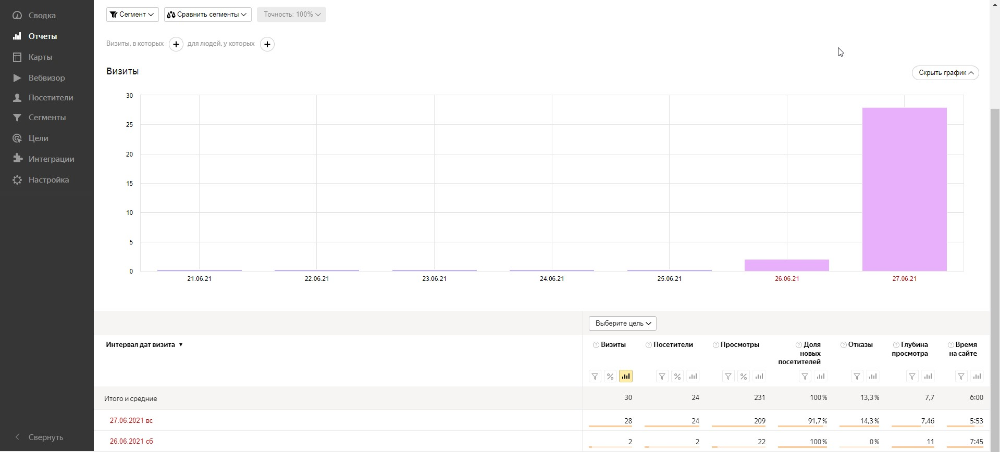 Сводка
Отчеты
Карты
Вебвизор
Посетители
Сегменты
Цели
Интеграции
Настройка
Свернуть
Сегмент
Сравнить сегменты
Точность: 100%
Визиты, в которых + для людей, у которых +
Визиты
Скрыть график
30
25
20
15
10
5
0
21.06.21 22.06.21 23.06.21 24.06.21 25.06.21 26.06.21 27.06.21
Выберите цель
Интервал дат визита ▼ Визиты Посетители Просмотры Доля новых посетителей Отказы Глубина просмотра Время на сайте
% % %
Итого и средние 30 24 231 100% 13,3% 7,7 6:00
27.06.2021 вс 28 24 209 91,7% 14,3% 7,46 5:53
26.06.2021 сб 2 2 22 100% 0% 11 7:45